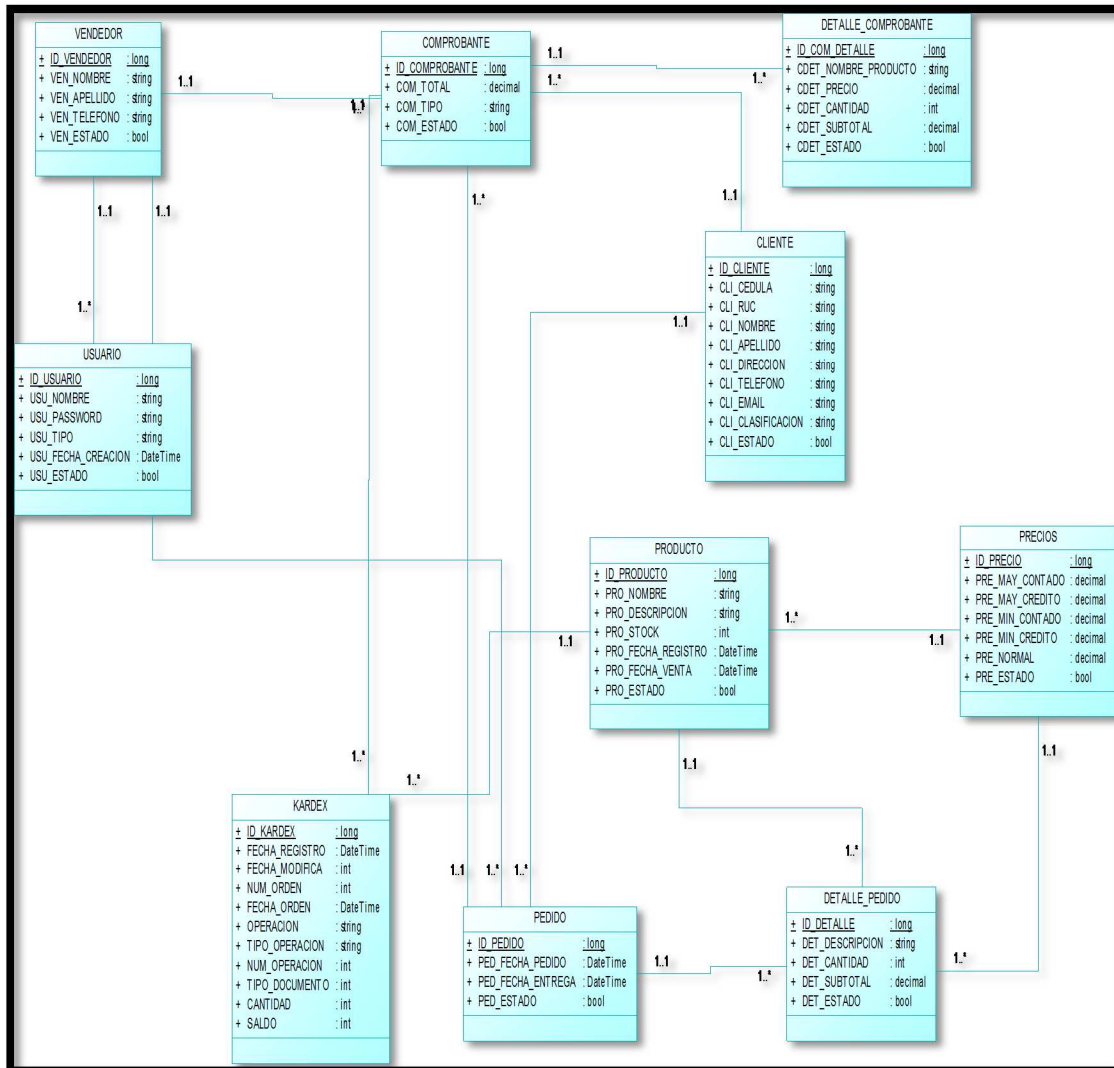 VENDEDOR
+ ID_VENDEDOR : long
+ VEN_NOMBRE : string
+ VEN_APELLIDO : string
+ VEN_TELEFONO : string
+ VEN_ESTADO : bool
1..1
1..*
1..1
COMPROBANTE
+ ID_COMPROBANTE : long
+ COM_TOTAL : decimal
+ COM_TIPO : string
+ COM_ESTADO : bool
1..1
1..*
1..*
DETALLE_COMPROBANTE
+ ID_COM_DETALLE : long
+ CDET_NOMBRE_PRODUCTO : string
+ CDET_PRECIO : decimal
+ CDET_CANTIDAD : int
+ CDET_SUBTOTAL : decimal
+ CDET_ESTADO : bool
1..1
1..1
1..*
1..1
1..*
USUARIO
+ ID_USUARIO : long
+ USU_NOMBRE : string
+ USU_PASSWORD : string
+ USU_TIPO : string
+ USU_FECHA_CREACION : DateTime
+ USU_ESTADO : bool
CLIENTE
+ ID_CLIENTE : long
+ CLI_CEDULA : string
+ CLI_RUC : string
+ CLI_NOMBRE : string
+ CLI_APELLIDO : string
+ CLI_DIRECCION : string
+ CLI_TELEFONO : string
+ CLI_EMAIL : string
+ CLI_CLASIFICACION : string
+ CLI_ESTADO : bool
1..1
PRODUCTO
+ ID_PRODUCTO : long
+ PRO_NOMBRE : string
+ PRO_DESCRIPCION : string
+ PRO_STOCK : int
+ PRO_FECHA_REGISTRO : DateTime
+ PRO_FECHA_VENTA : DateTime
+ PRO_ESTADO : bool
1..1
1..*
1..1
PRECIOS
+ ID_PRECIO : long
+ PRE_MAY_CONTADO : decimal
+ PRE_MAY_CREDITO : decimal
+ PRE_MIN_CONTADO : decimal
+ PRE_MIN_CREDITO : decimal
+ PRE_NORMAL : decimal
+ PRE_ESTADO : bool
1..*
1..*
1..1
1..1
KARDEX
+ ID_KARDEX : long
+ FECHA_REGISTRO : DateTime
+ FECHA_MODIFICA : int
+ NUM_ORDEN : int
+ FECHA_ORDEN : DateTime
+ OPERACION : string
+ TIPO_OPERACION : string
+ NUM_OPERACION : int
+ TIPO_DOCUMENTO : int
+ CANTIDAD : int
+ SALDO : int
1..1
1..*
1..*
1..*
PEDIDO
+ ID_PEDIDO : long
+ PED_FECHA_PEDIDO : DateTime
+ PED_FECHA_ENTREGA : DateTime
+ PED_ESTADO : bool
1..1
1..*
DETALLE_PEDIDO
+ ID_DETALLE : long
+ DET_DESCRIPCION : string
+ DET_CANTIDAD : int
+ DET_SUBTOTAL : decimal
+ DET_ESTADO : bool
1..*